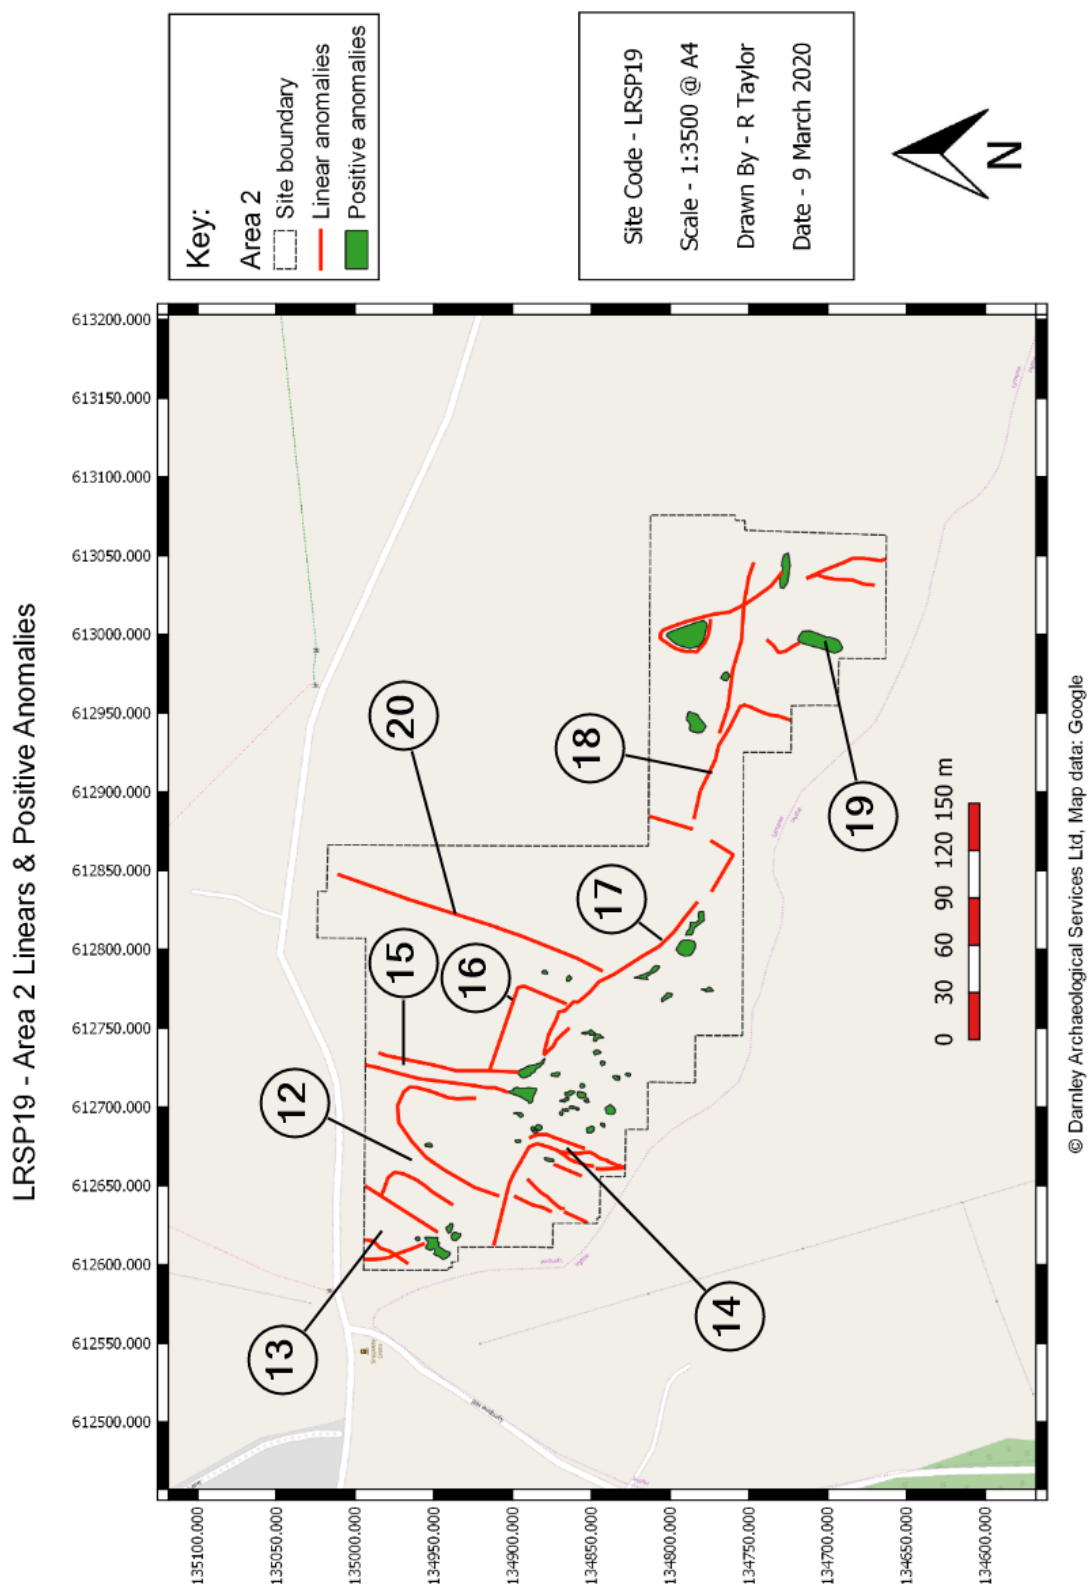 LRSP19 - Area 2 Linears & Positive Anomalies
Key:
Area 2
Site boundary
Linear anomalies
Positive anomalies
Site Code - LRSP19
Scale - 1:3500 @ A4
Drawn By - R Taylor
Date - 9 March 2020
N
613200.000
613150.000
613100.000
613050.000
613000.000
612950.000
612900.000
612850.000
612800.000
612750.000
612700.000
612650.000
612600.000
612550.000
612500.000
135100.000
135050.000
135000.000
134950.000
134900.000
134850.000
134800.000
134750.000
134700.000
134650.000
134600.000
12
13
14
15
16
17
18
19
20
0 30 60 90 120 150 m
© Darnley Archaeological Services Ltd, Map data: Google